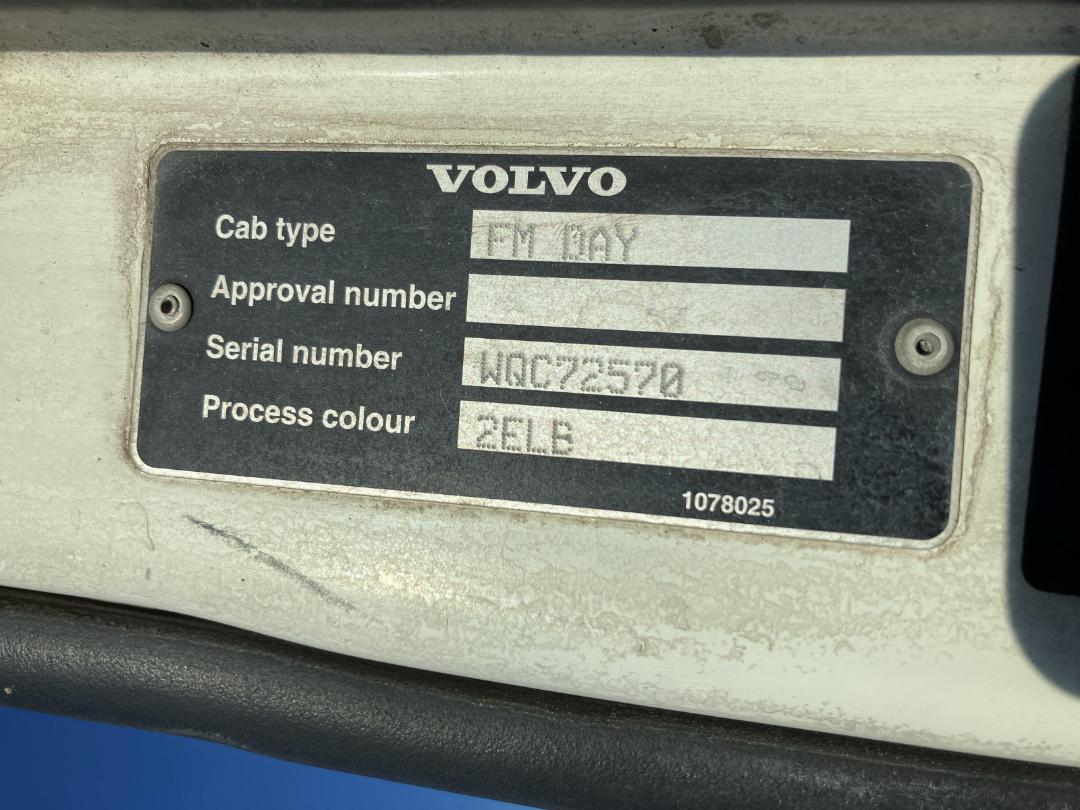 VOLVO
Cab type FM DAY
Approval number
Serial number WQC72570
Process colour 2ELB
1078025